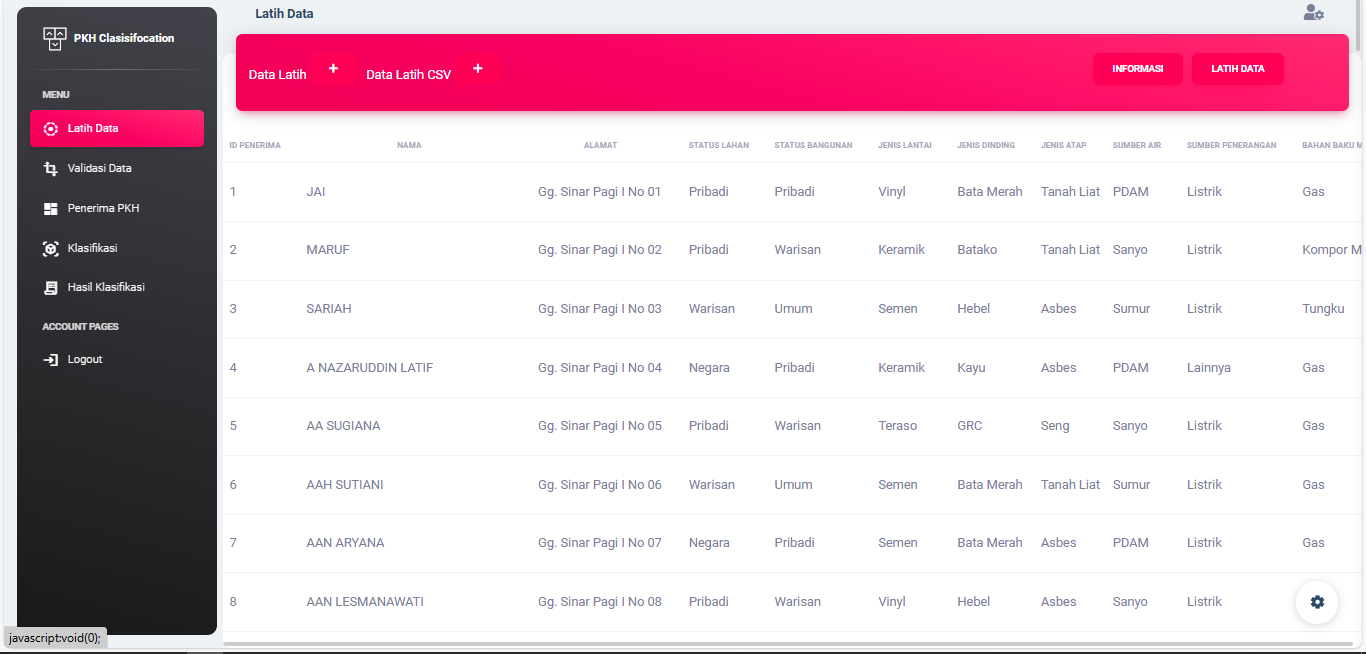 Latih Data
PKH Clasisifocation
Data Latih +
Data Latih CSV +
INFORMASI
LATIH DATA
MENU
Latih Data
Validasi Data
Penerima PKH
Klasifikasi
Hasil Klasifikasi
ACCOUNT PAGES
Logout
ID PENERIMA NAMA ALAMAT STATUS LAHAN STATUS BANGUNAN JENIS LANTAI JENIS DINDING JENIS ATAP SUMBER AIR SUMBER PENERANGAN BAHAN BAKU M
1 JAI Gg. Sinar Pagi I No 01 Pribadi Pribadi Vinyl Bata Merah Tanah Liat PDAM Listrik Gas
2 MARUF Gg. Sinar Pagi I No 02 Pribadi Warisan Keramik Batako Tanah Liat Sanyo Listrik Kompor M
3 SARIAH Gg. Sinar Pagi I No 03 Warisan Umum Semen Hebel Asbes Sumur Listrik Tungku
4 A NAZARUDDIN LATIF Gg. Sinar Pagi I No 04 Negara Pribadi Keramik Kayu Asbes PDAM Lainnya Gas
5 AA SUGIANA Gg. Sinar Pagi I No 05 Pribadi Warisan Teraso GRC Seng Sanyo Listrik Gas
6 AAH SUTIANI Gg. Sinar Pagi I No 06 Warisan Umum Semen Bata Merah Tanah Liat Sumur Listrik Gas
7 AAN ARYANA Gg. Sinar Pagi I No 07 Negara Pribadi Semen Bata Merah Asbes PDAM Listrik Gas
8 AAN LESMANAWATI Gg. Sinar Pagi I No 08 Pribadi Warisan Vinyl Hebel Asbes Sanyo Listrik
javascript:void(0);